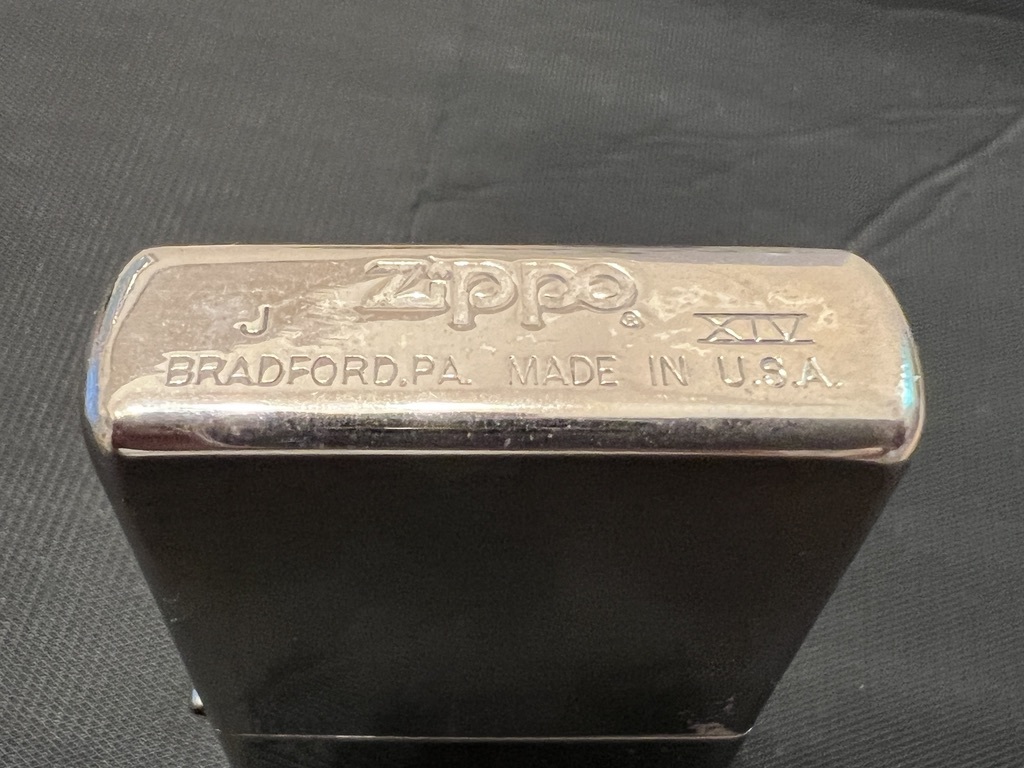 Zippo®
J XIV
BRADFORD,PA. MADE IN U.S.A.